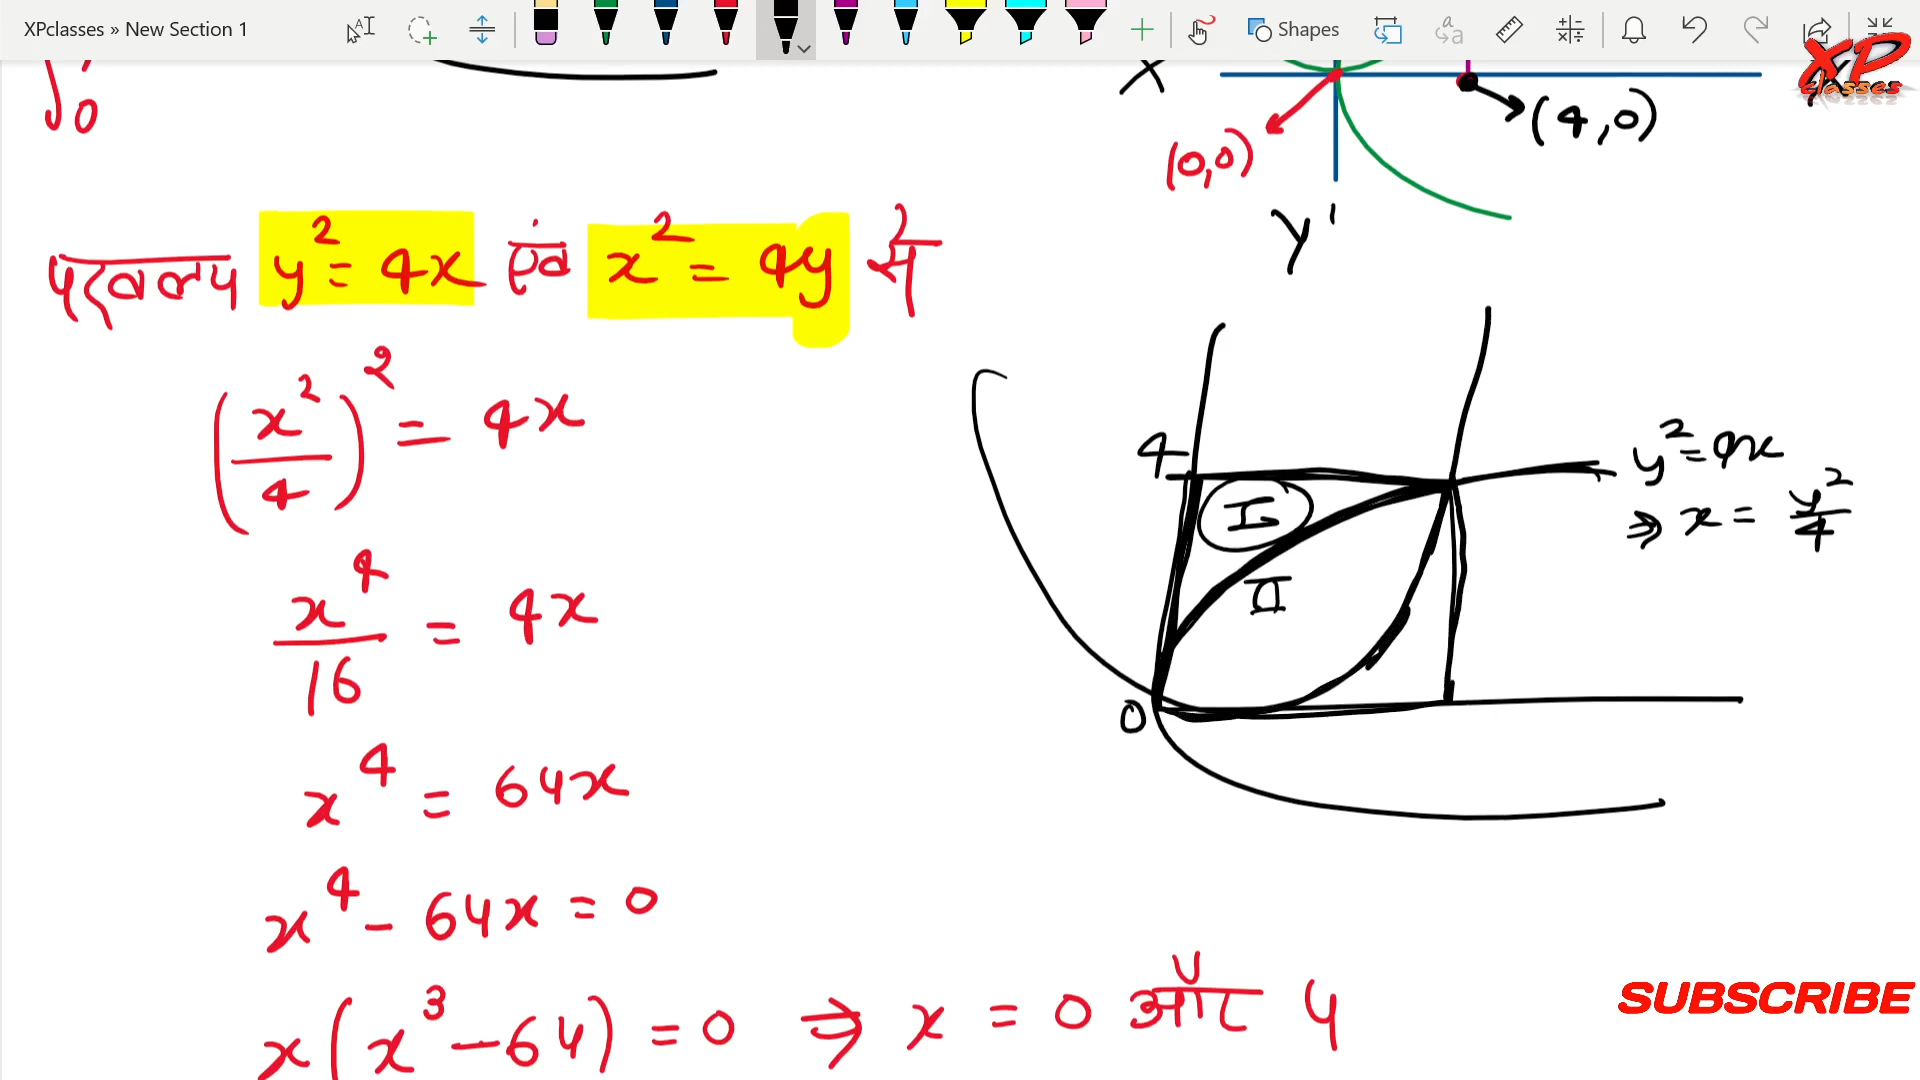 XPclasses » New Section 1
Shapes
XP
classes
∫0
X
(0,0)
(4,0)
Y'
परवलय y² = 4x एवं x² = 4y से
(x²/4)² = 4x
x⁴/16 = 4x
x⁴ = 64x
x⁴ - 64x = 0
x(x³ - 64) = 0 ⇒ x = 0 और 4
4
I
II
0
y² = 4x
⇒ x = y²/4
SUBSCRIBE